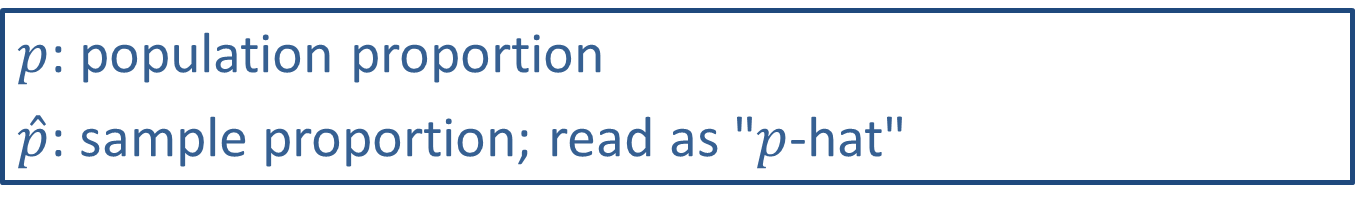 p: population proportion
p̂: sample proportion; read as "p-hat"